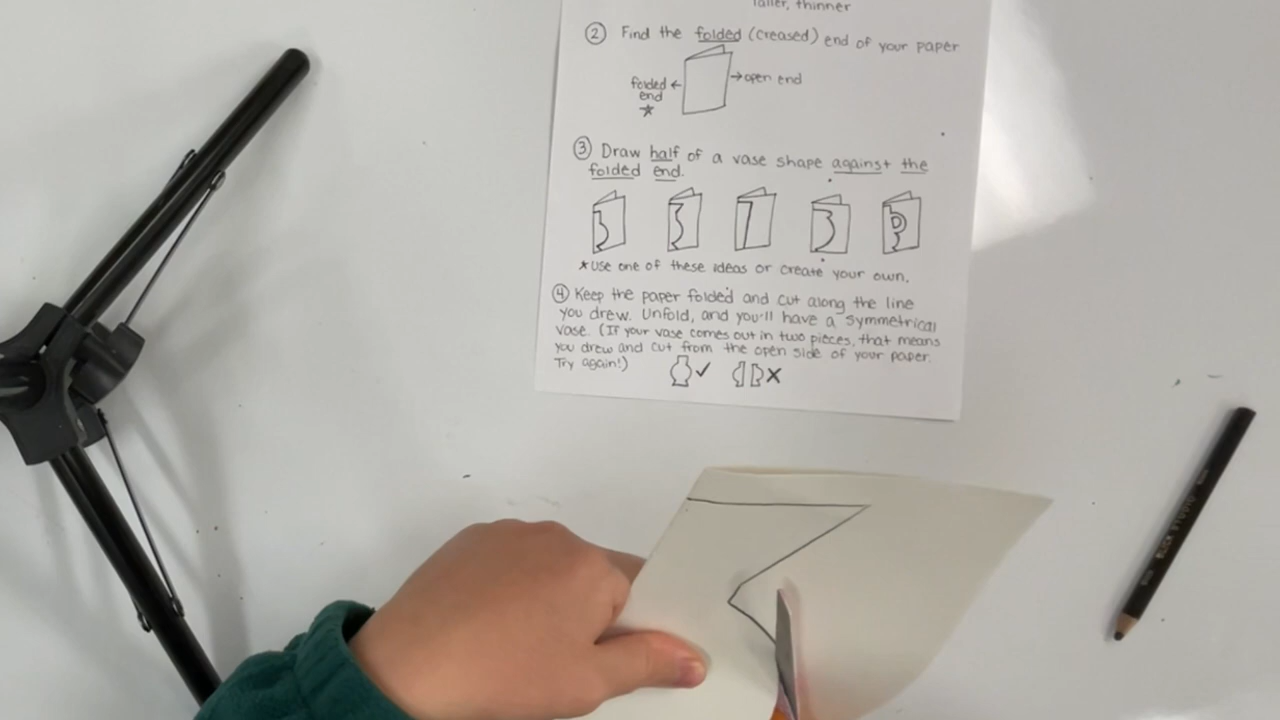 taller, thinner
② Find the folded (creased) end of your paper
folded ← → open end
end
★
③ Draw half of a vase shape against the
folded end.
★Use one of these ideas or create your own.
④ Keep the paper folded and cut along the line
you drew. Unfold, and you'll have a symmetrical
vase. (If your vase comes out in two pieces, that means
you drew and cut from the open side of your paper.
Try again!) ✓ X